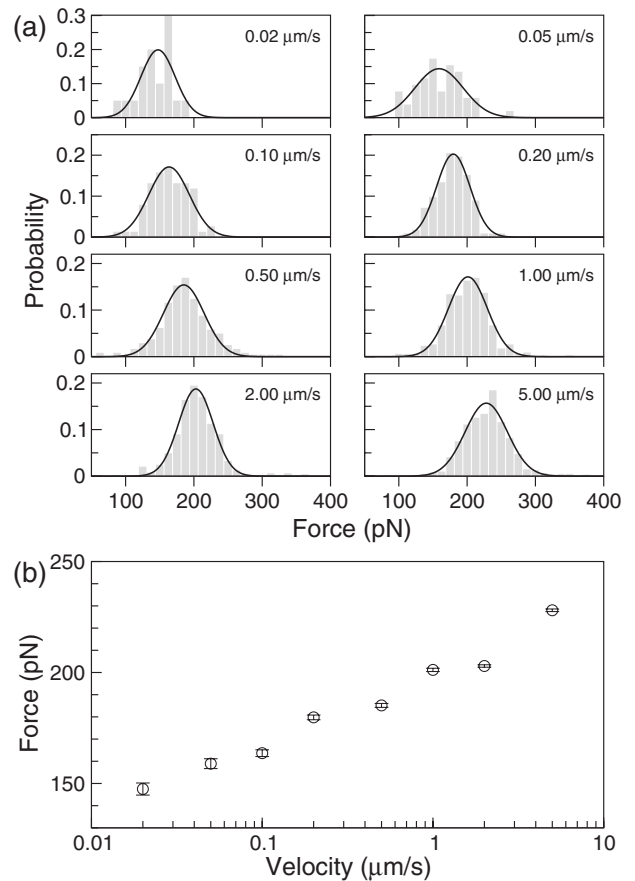 (a)
0.3
0.2
0.1
0
0.02 μm/s
0.05 μm/s
0.2
0.1
0
0.10 μm/s
0.20 μm/s
0.2
0.1
0
0.50 μm/s
1.00 μm/s
0.2
0.1
0
2.00 μm/s
5.00 μm/s
Probability
100 200 300 400
100 200 300 400
Force (pN)
(b)
250
200
150
Force (pN)
0.01 0.1 1 10
Velocity (μm/s)